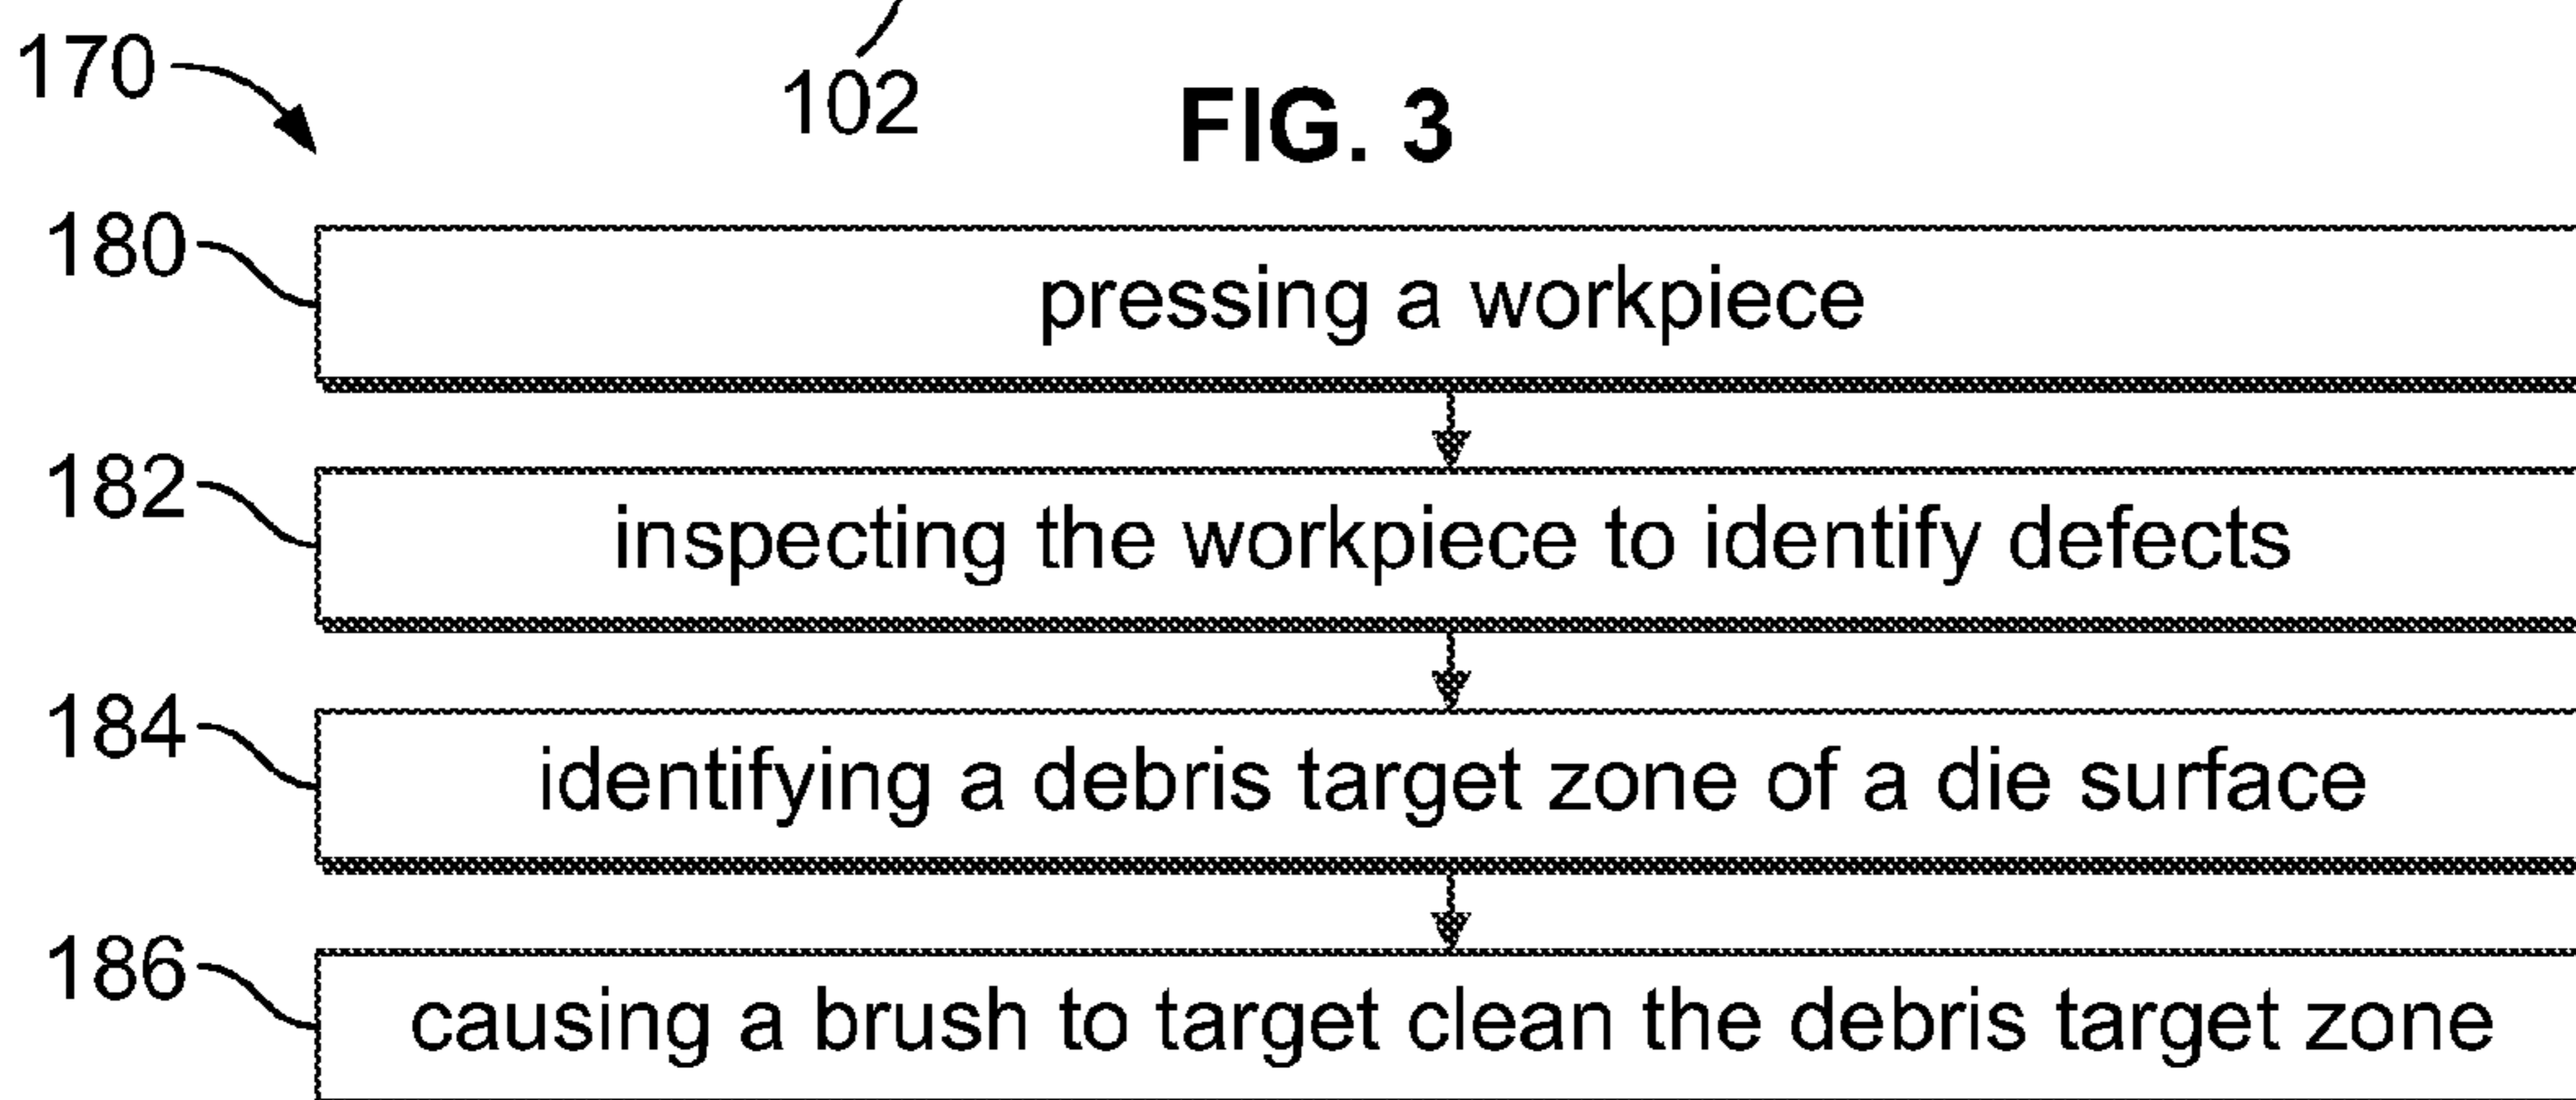 170
102
FIG. 3
180
pressing a workpiece
182
inspecting the workpiece to identify defects
184
identifying a debris target zone of a die surface
186
causing a brush to target clean the debris target zone